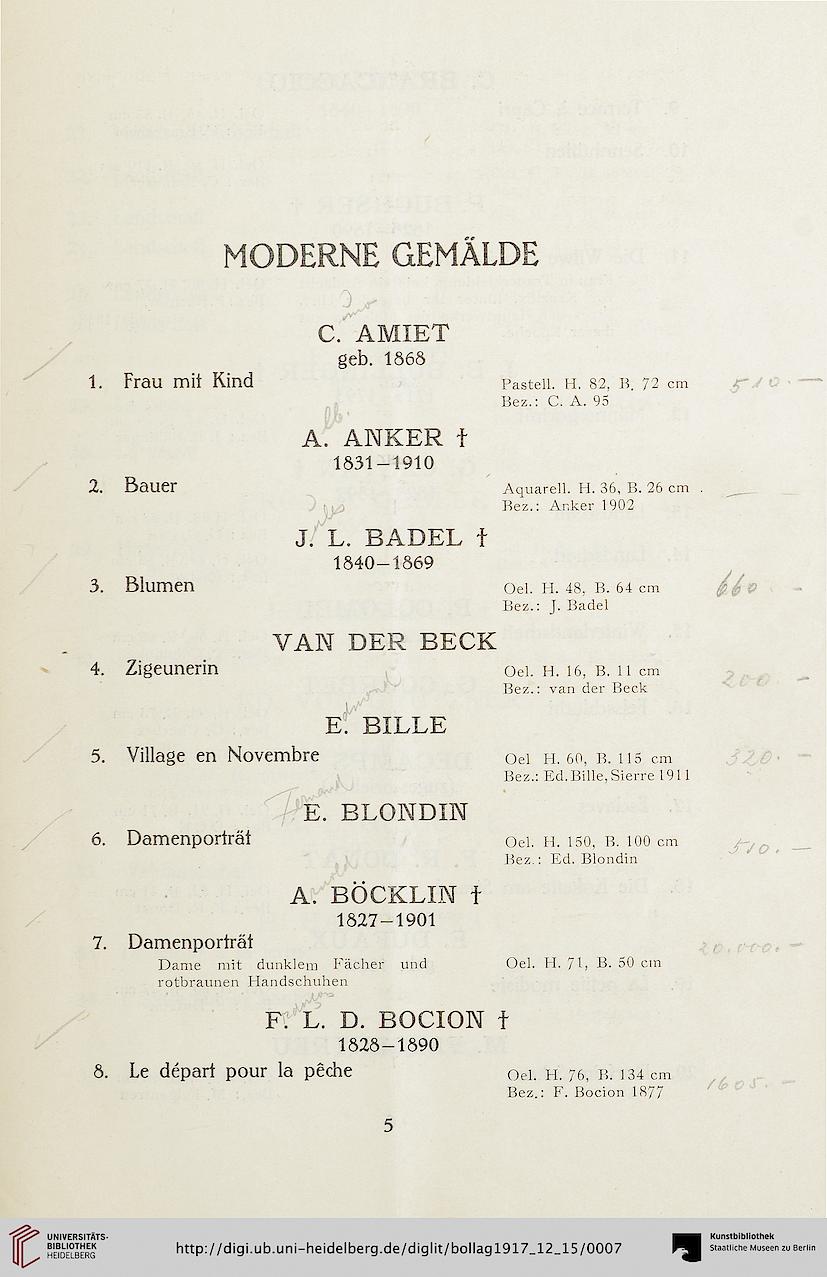 MODERNE GEMÄLDE
C. AMIET
geb. 1868
1. Frau mit Kind
Pastell. H. 82, B. 72 cm 510.—
Bez.: C. A. 95
lb.
A. ANKER †
1831–1910
2. Bauer
Aquarell. H. 36, B. 26 cm . —
Bez.: Anker 1902
ules
J. L. BADEL †
1840–1869
3. Blumen
Oel. H. 48, B. 64 cm 660. –
Bez.: J. Badel
VAN DER BECK
4. Zigeunerin
Oel. H. 16, B. 11 cm 200. –
Bez.: van der Beck
dmond
E. BILLE
5. Village en Novembre
Oel H. 60, B. 115 cm 320. –
Bez.: Ed. Bille, Sierre 1911
Fernand
E. BLONDIN
6. Damenporträt
Oel. H. 150, B. 100 cm 510. —
Bez.: Ed. Blondin
rnold
A. BÖCKLIN †
1827–1901
7. Damenporträt 20.000. –
Dame mit dunklem Fächer und
Oel. H. 71, B. 50 cm
rotbraunen Handschuhen
F. L. D. BOCION †
1828–1890
8. Le départ pour la pêche
Oel. H. 76, B. 134 cm 1605. –
Bez.: F. Bocion 1877
5
UNIVERSITÄTS-
BIBLIOTHEK
HEIDELBERG
http://digi.ub.uni-heidelberg.de/diglit/bollag1917_12_15/0007
Kunstbibliothek
Staatliche Museen zu Berlin